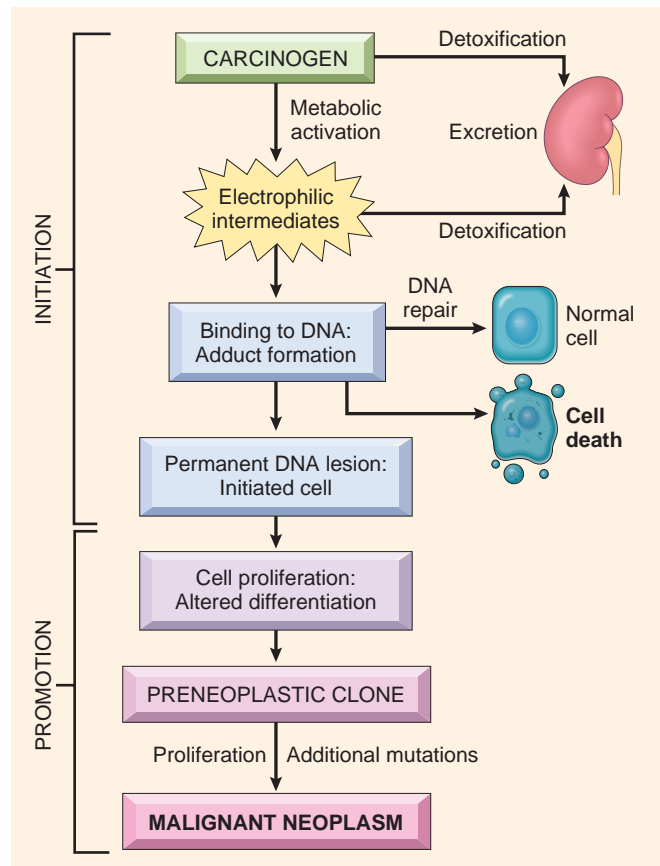 CARCINOGEN
Detoxification
Metabolic
activation
Excretion
Electrophilic
intermediates
Detoxification
INITIATION
Binding to DNA:
Adduct formation
DNA
repair
Normal
cell
Cell
death
Permanent DNA lesion:
Initiated cell
PROMOTION
Cell proliferation:
Altered differentiation
PRENEOPLASTIC CLONE
Proliferation
Additional mutations
MALIGNANT NEOPLASM